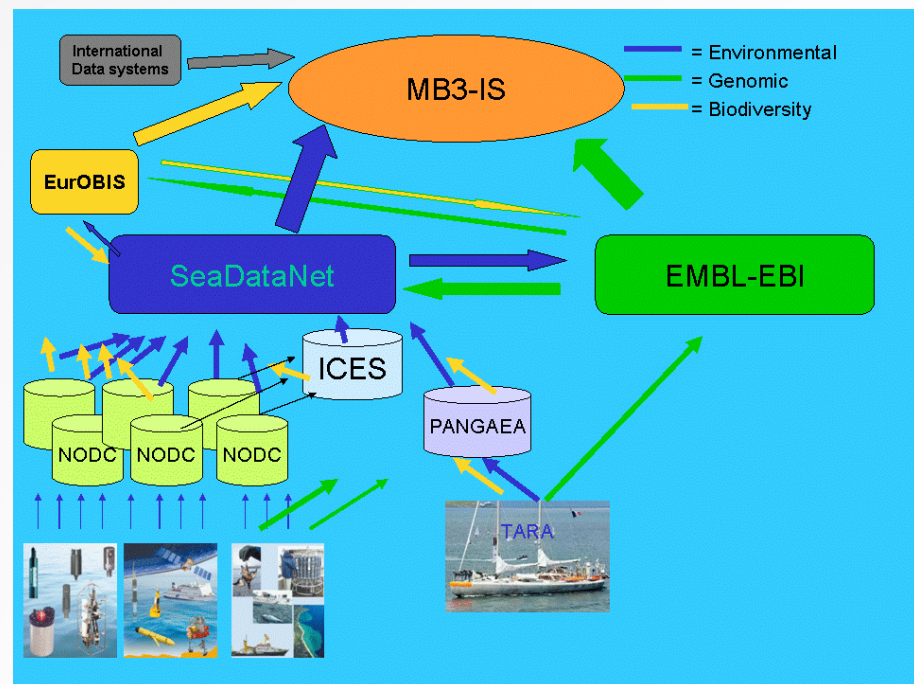 International
Data systems
MB3-IS
= Environmental
= Genomic
= Biodiversity
EurOBIS
SeaDataNet
EMBL-EBI
ICES
PANGAEA
NODC
NODC
NODC
TARA